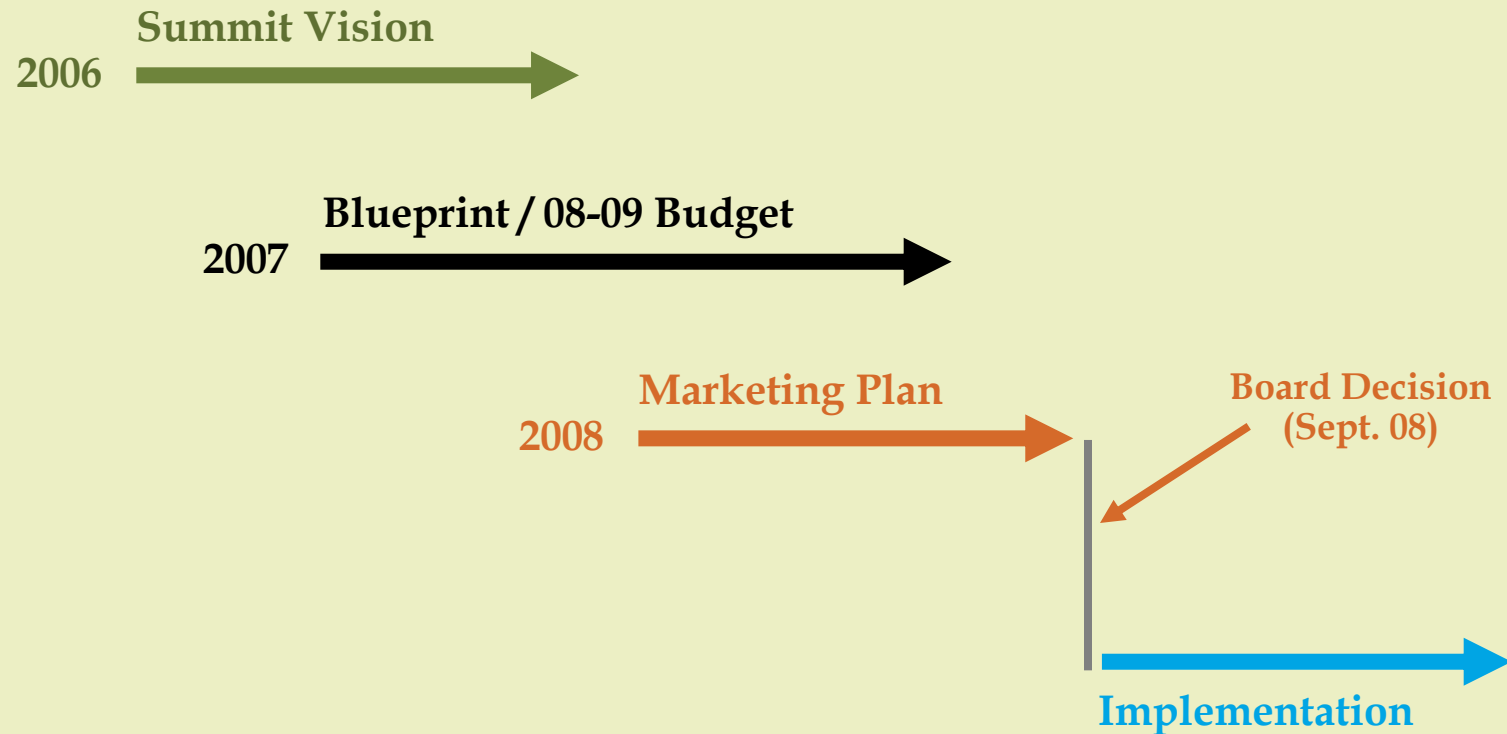 Summit Vision
2006
Blueprint / 08-09 Budget
2007
Marketing Plan
2008
Board Decision
(Sept. 08)
Implementation